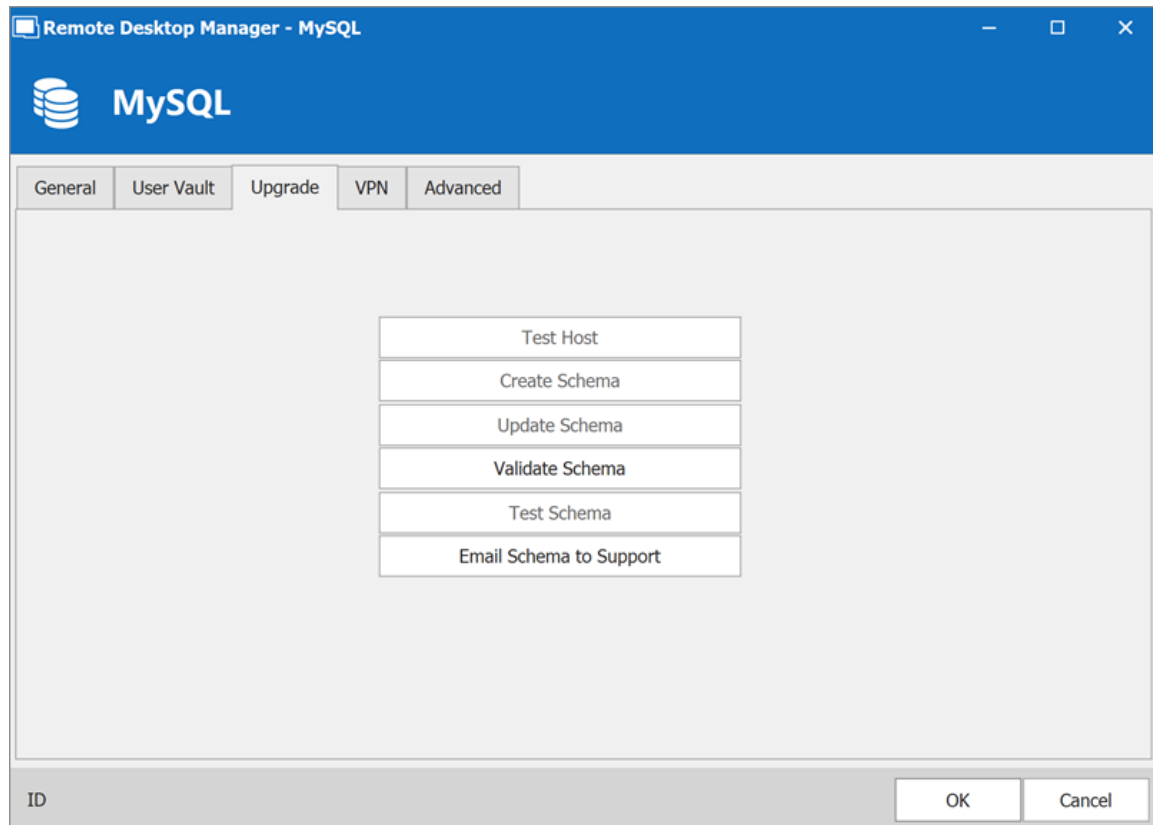 Remote Desktop Manager - MySQL
MySQL
General User Vault Upgrade VPN Advanced
Test Host
Create Schema
Update Schema
Validate Schema
Test Schema
Email Schema to Support
ID OK Cancel